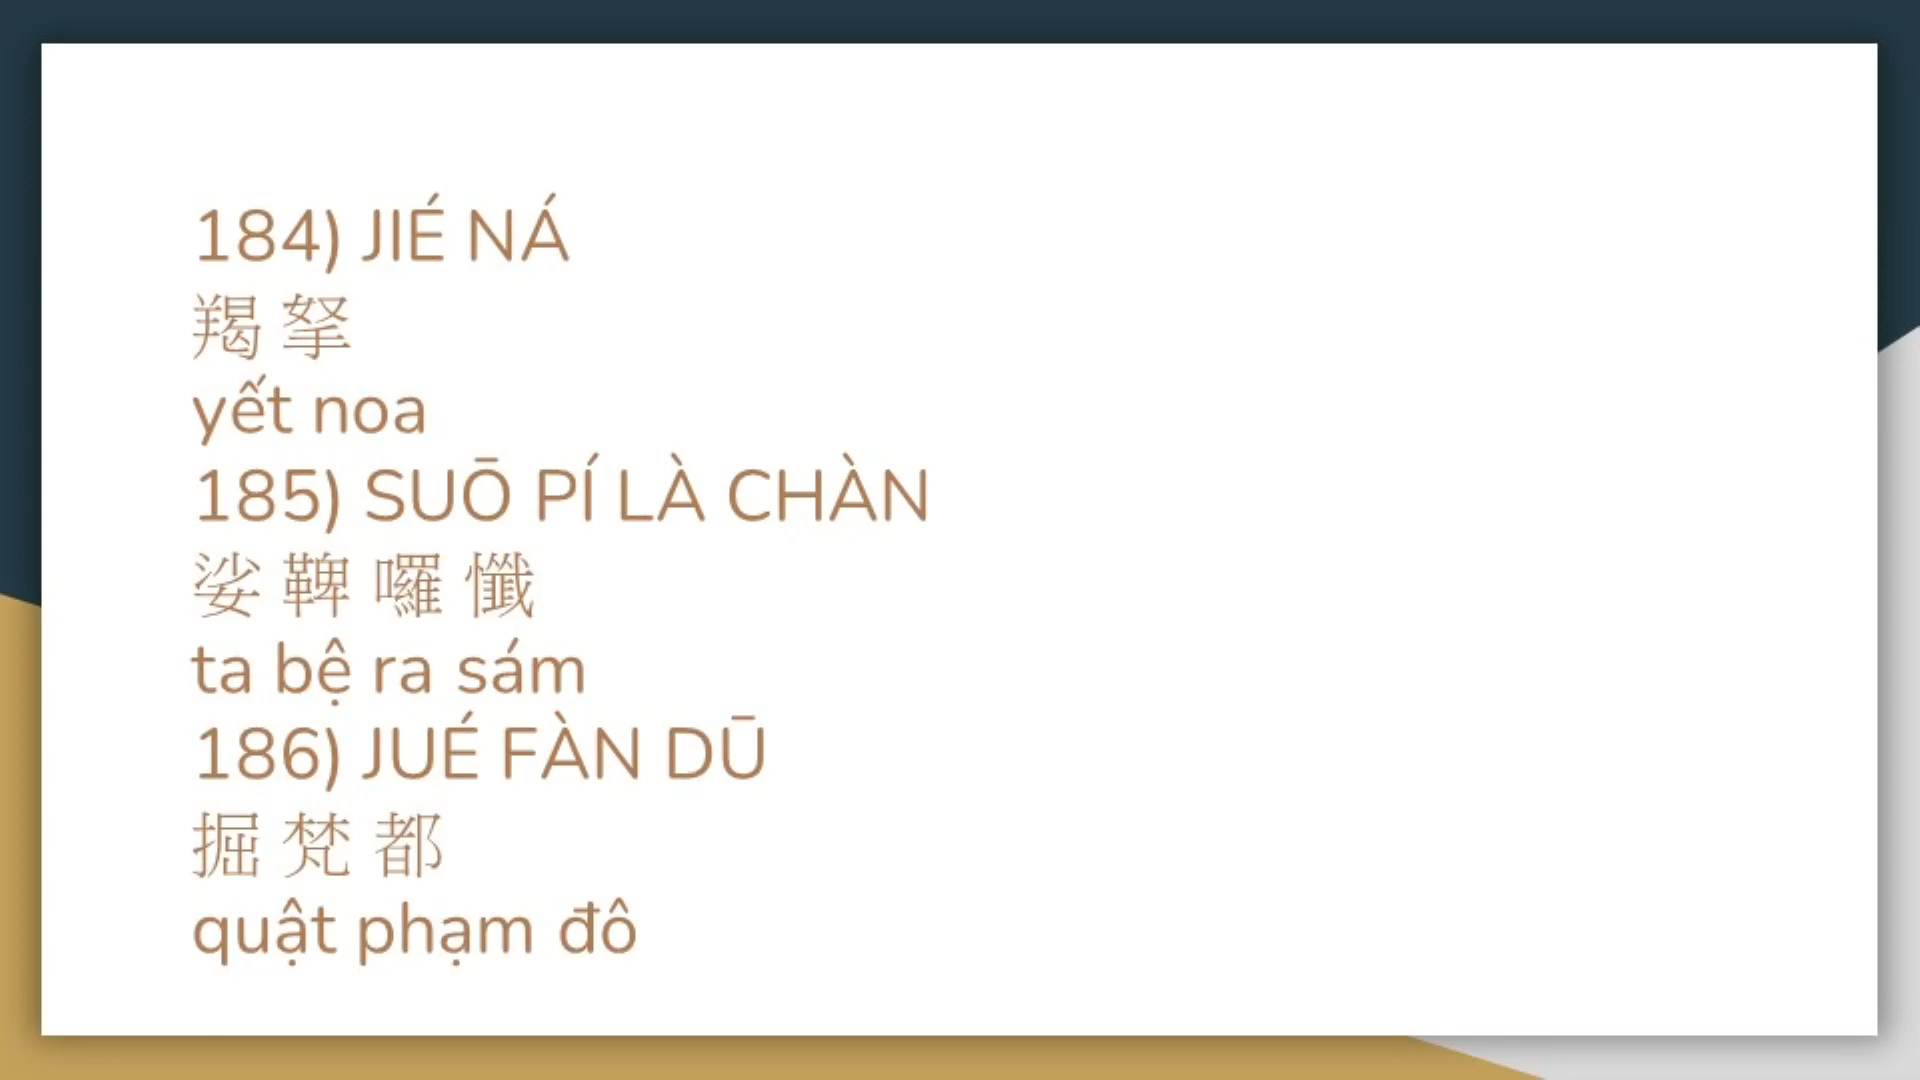 184) JIÉ NÁ
羯 拏
yết noa
185) SUŌ PÍ LÀ CHÀN
娑 鞞 囉 懺
ta bệ ra sám
186) JUÉ FÀN DŪ
掘 梵 都
quật phạm đô